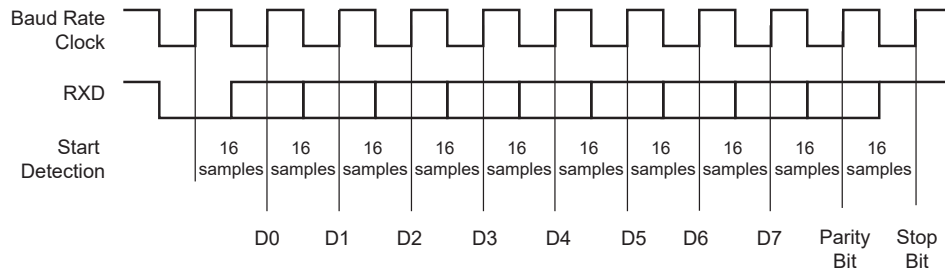 Baud Rate
Clock
RXD
Start
Detection
16 16 16 16 16 16 16 16 16 16
samples samples samples samples samples samples samples samples samples samples
D0 D1 D2 D3 D4 D5 D6 D7 Parity Stop
Bit Bit